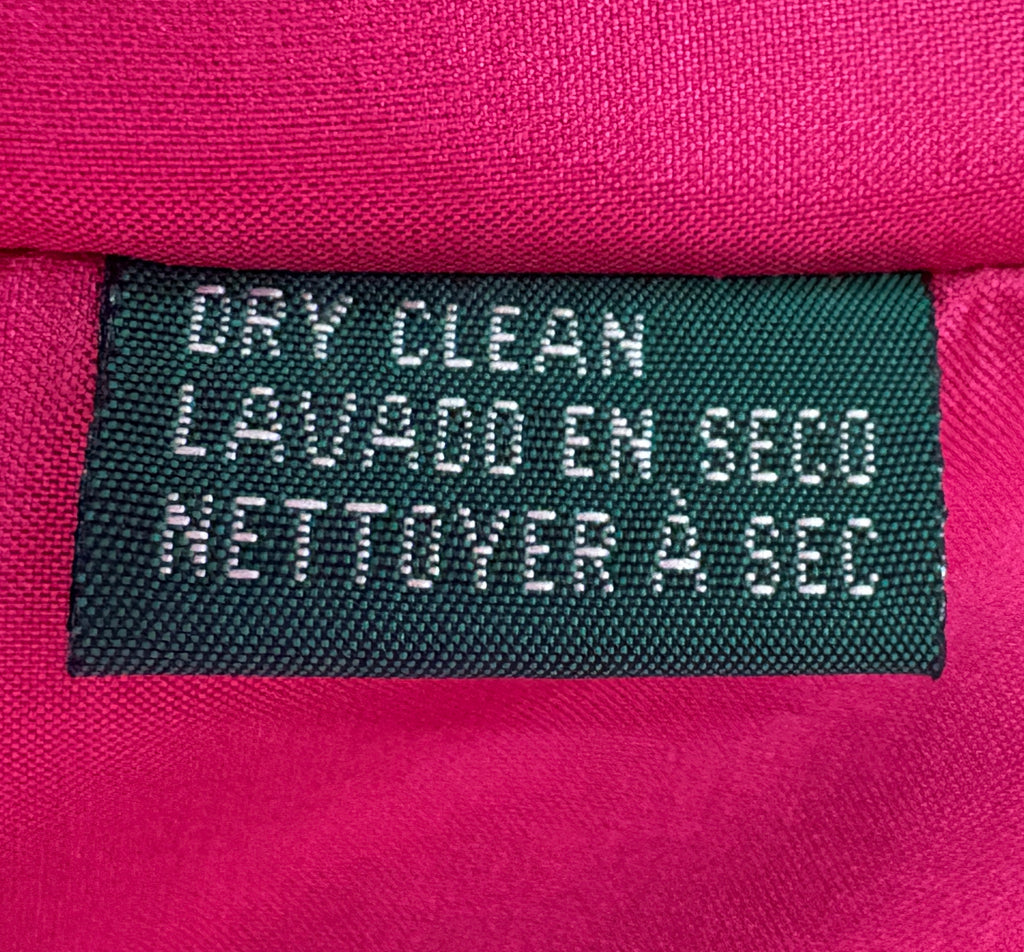 DRY CLEAN
LAVADO EN SECO
NETTOYER À SEC